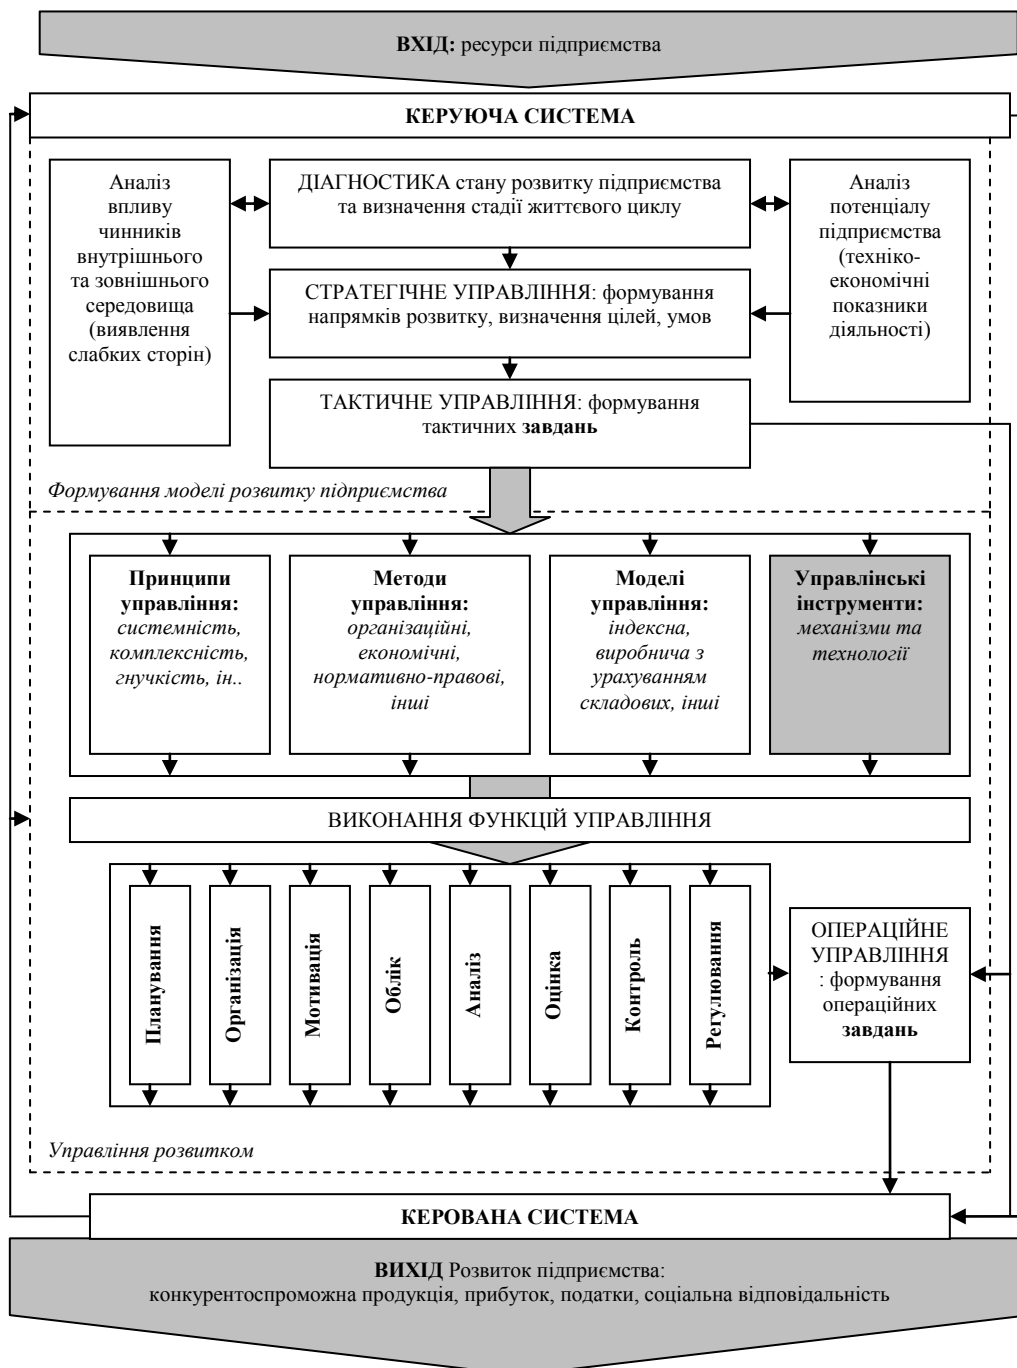 ВХІД: ресурси підприємства
КЕРУЮЧА СИСТЕМА
Аналіз
впливу
чинників
внутрішнього
та зовнішнього
середовища
(виявлення
слабких сторін)
ДІАГНОСТИКА стану розвитку підприємства
та визначення стадії життєвого циклу
Аналіз
потенціалу
підприємства
(техніко-
економічні
показники
діяльності)
СТРАТЕГІЧНЕ УПРАВЛІННЯ: формування
напрямків розвитку, визначення цілей, умов
ТАКТИЧНЕ УПРАВЛІННЯ: формування
тактичних завдань
Формування моделі розвитку підприємства
Принципи
управління:
системність,
комплексність,
гнучкість, ін..
Методи
управління:
організаційні,
економічні,
нормативно-правові,
інші
Моделі
управління:
індексна,
виробнича з
урахуванням
складових, інші
Управлінські
інструменти:
механізми та
технології
ВИКОНАННЯ ФУНКЦІЙ УПРАВЛІННЯ
Планування
Організація
Мотивація
Облік
Аналіз
Оцінка
Контроль
Регулювання
ОПЕРАЦІЙНЕ
УПРАВЛІННЯ
: формування
операційних
завдань
Управління розвитком
КЕРОВАНА СИСТЕМА
ВИХІД Розвиток підприємства:
конкурентоспроможна продукція, прибуток, податки, соціальна відповідальність